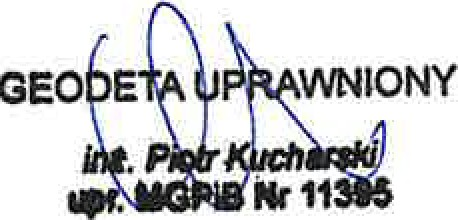 GEODETA UPRAWNIONY
inż. Piotr Kucharski
upr. MGPiB Nr 11395